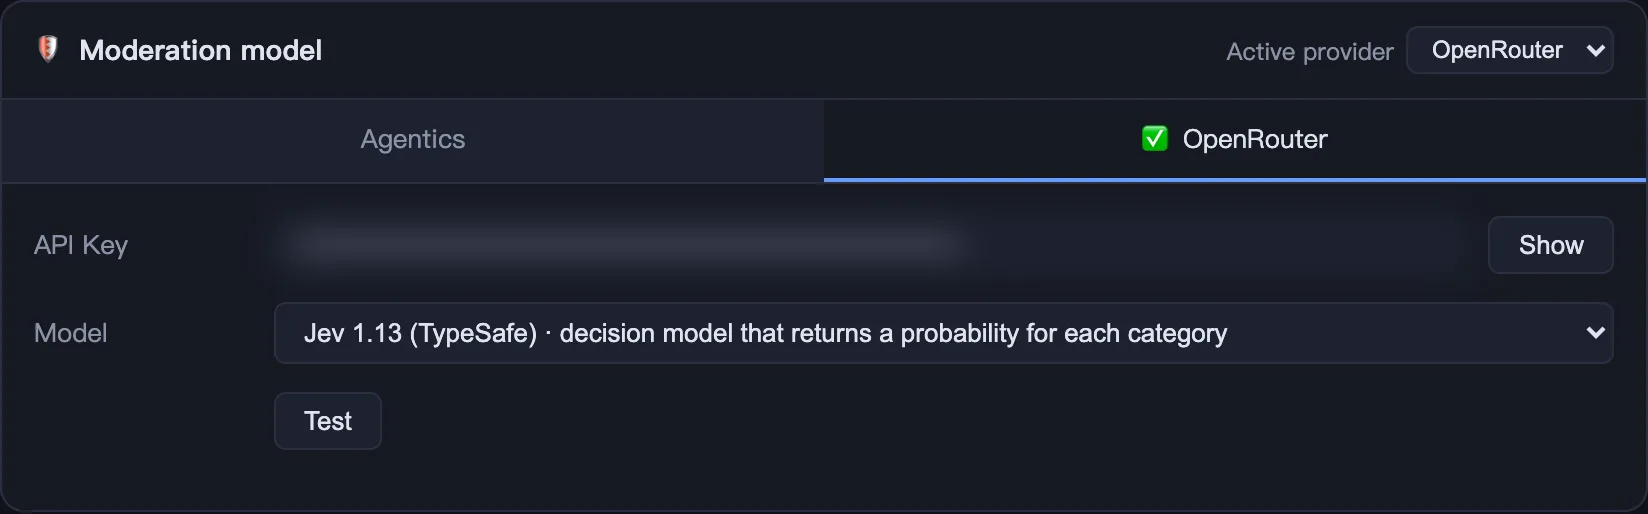 Moderation model
Active provider OpenRouter
Agentics
✅ OpenRouter
API Key
Show
Model
Jev 1.13 (TypeSafe) · decision model that returns a probability for each category
Test